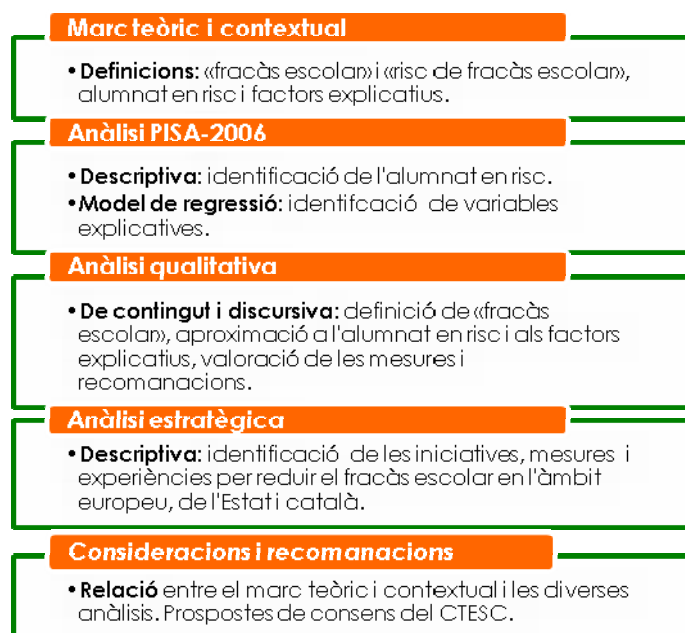 Marc teòric i contextual
• Definicions: «fracàs escolar» i «risc de fracàs escolar»,
alumnat en risc i factors explicatius.
Anàlisi PISA-2006
• Descriptiva: identificació de l'alumnat en risc.
• Model de regressió: identifcació de variables
explicatives.
Anàlisi qualitativa
• De contingut i discursiva: definició de «fracàs
escolar», aproximació a l'alumnat en risc i als factors
explicatius, valoració de les mesures i
recomanacions.
Anàlisi estratègica
• Descriptiva: identificació de les iniciatives, mesures i
experiències per reduir el fracàs escolar en l'àmbit
europeu, de l'Estat i català.
Consideracions i recomanacions
• Relació entre el marc teòric i contextual i les diverses
anàlisis. Prospostes de consens del CTESC.